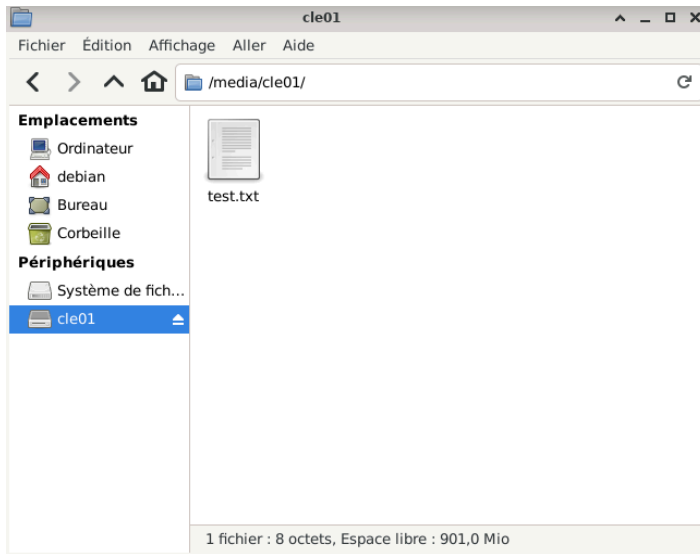 cle01
Fichier Édition Affichage Aller Aide
/media/cle01/
Emplacements
Ordinateur
debian
Bureau
Corbeille
Périphériques
Système de fich...
cle01
test.txt
1 fichier : 8 octets, Espace libre : 901,0 Mio